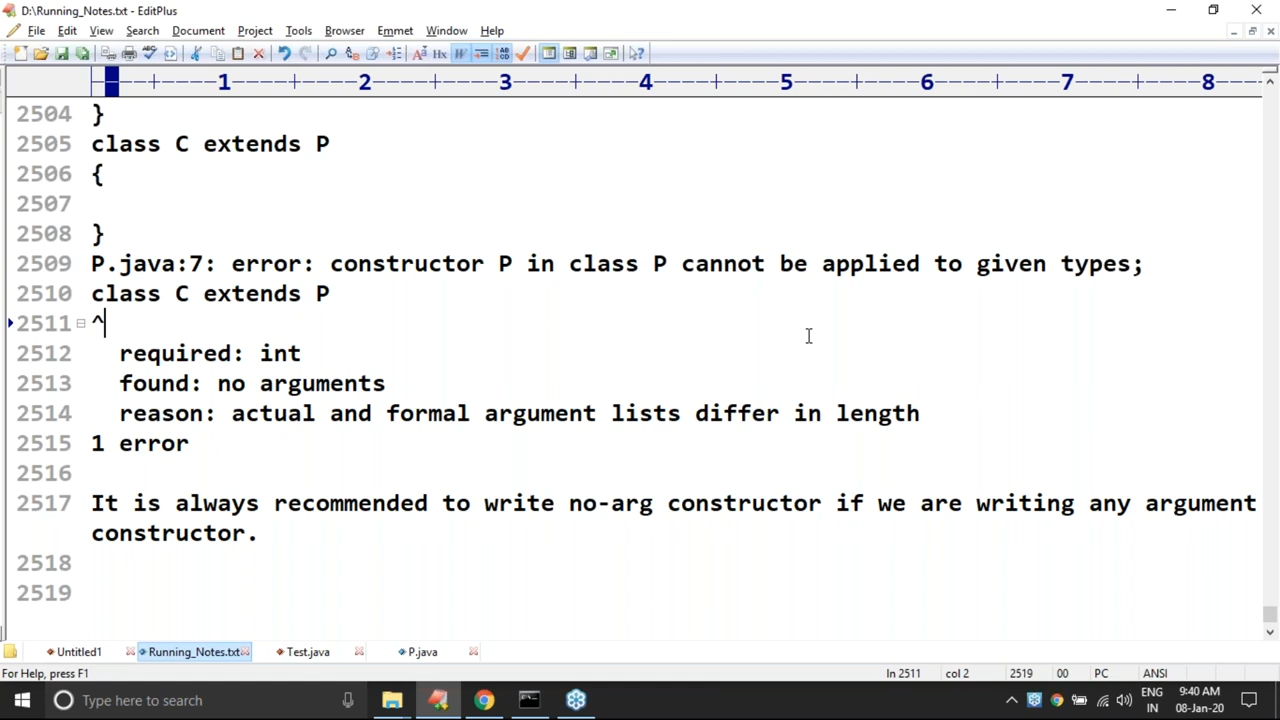 D:\Running_Notes.txt - EditPlus
File Edit View Search Document Project Tools Browser Emmet Window Help
1 2 3 4 5 6 7 8
2504 }
2505 class C extends P
2506 {
2507
2508 }
2509 P.java:7: error: constructor P in class P cannot be applied to given types;
2510 class C extends P
2511 ^
2512 required: int
2513 found: no arguments
2514 reason: actual and formal argument lists differ in length
2515 1 error
2516
2517 It is always recommended to write no-arg constructor if we are writing any argument
constructor.
2518
2519
Untitled1 Running_Notes.txt Test.java P.java
For Help, press F1 ln 2511 col 2 2519 00 PC ANSI
Type here to search ENG IN 9:40 AM 08-Jan-20